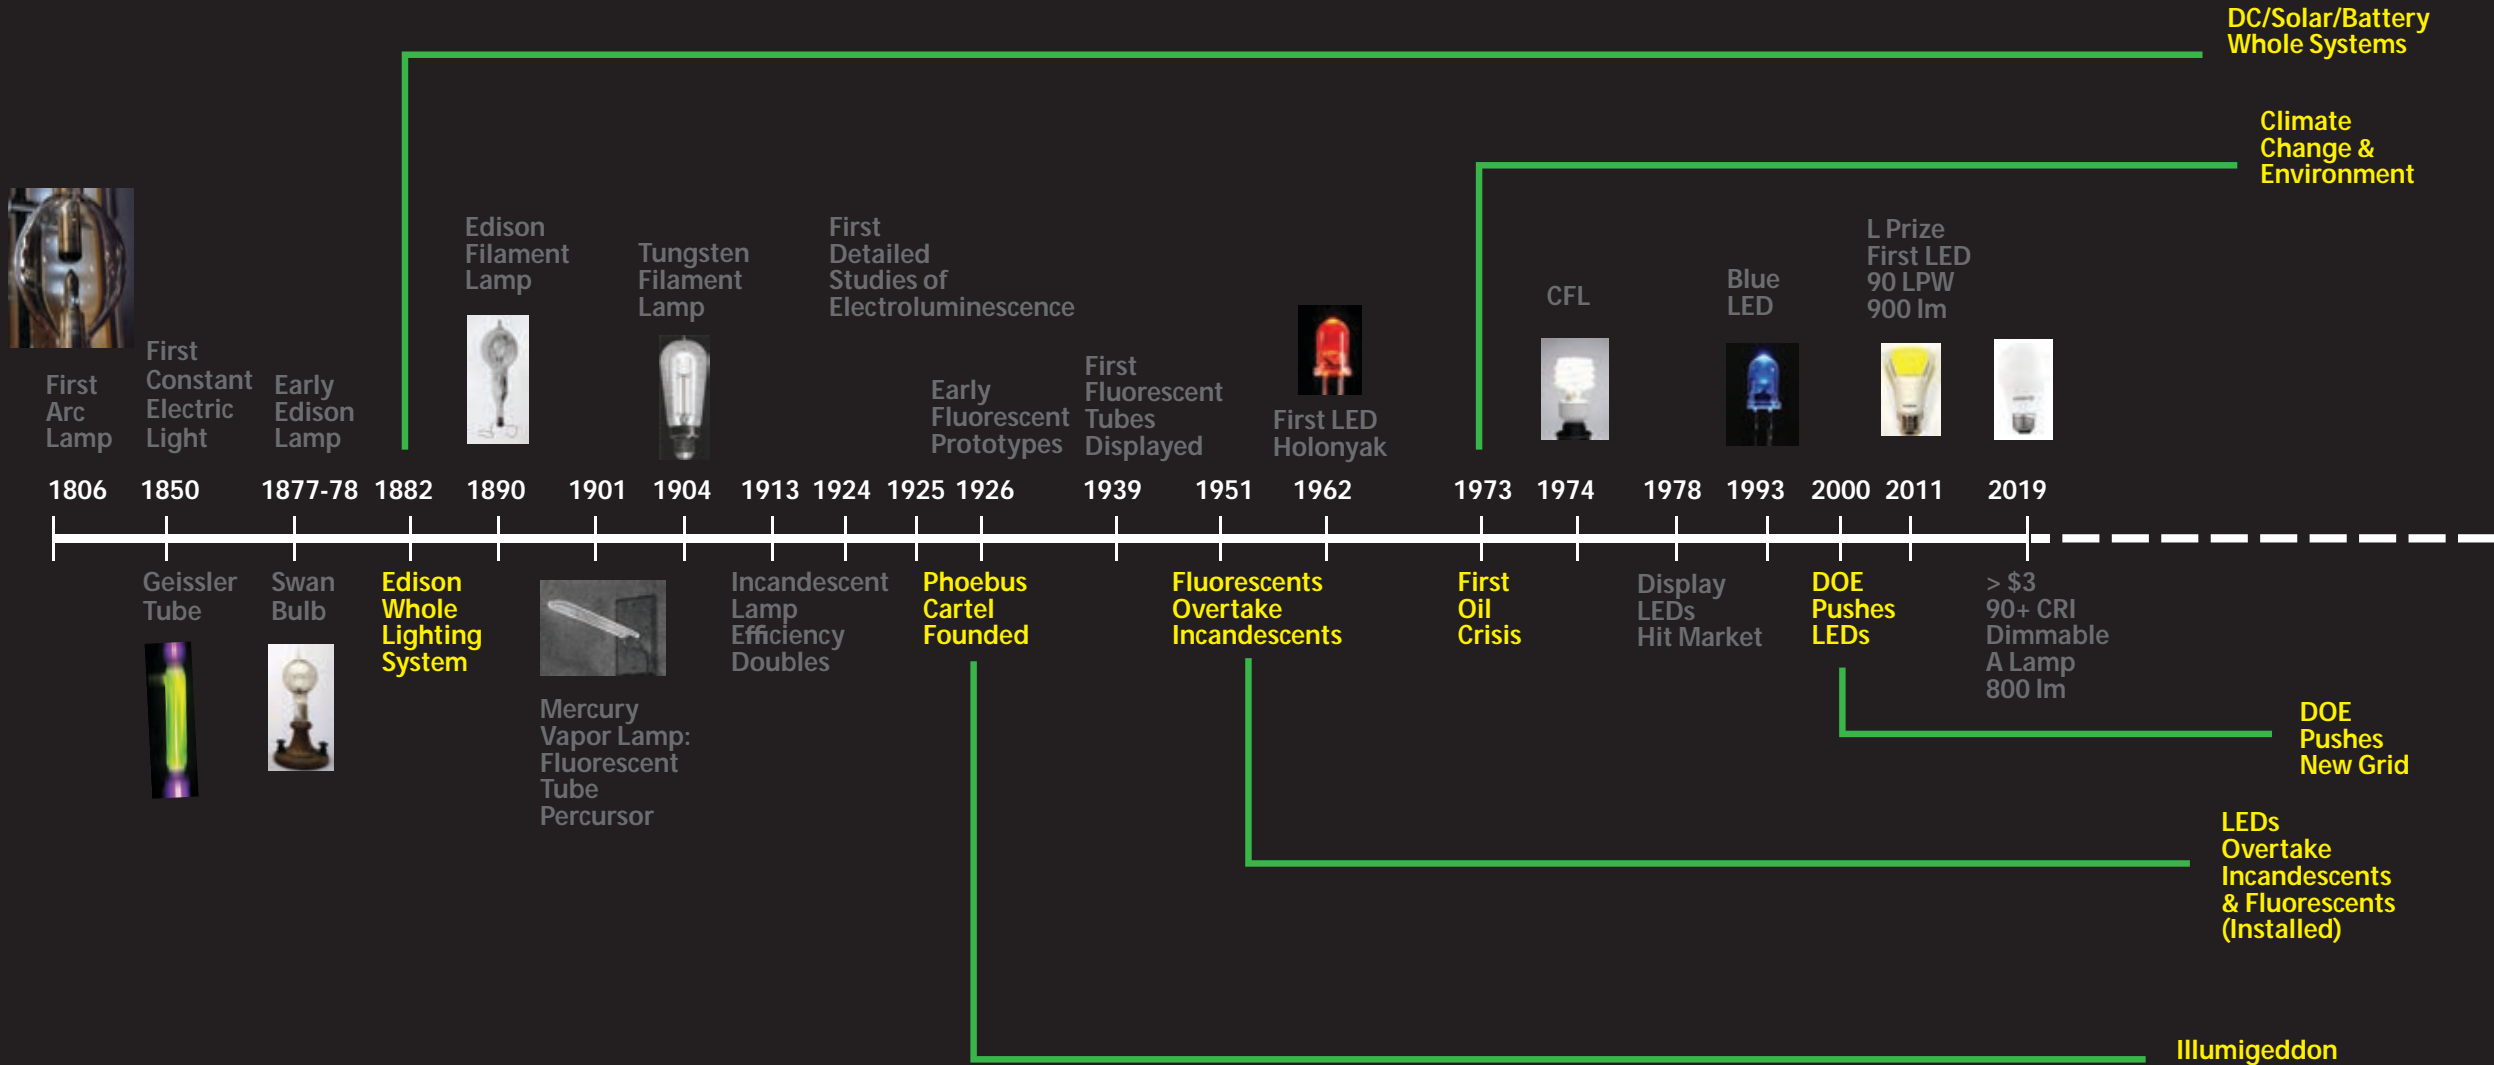 DC/Solar/Battery
Whole Systems
Climate
Change &
Environment
First
Arc
Lamp
First
Constant
Electric
Light
Early
Edison
Lamp
Edison
Filament
Lamp
Tungsten
Filament
Lamp
First
Detailed
Studies of
Electroluminescence
Early
Fluorescent
Prototypes
First
Fluorescent
Tubes
Displayed
First LED
Holonyak
CFL
Blue
LED
L Prize
First LED
90 LPW
900 lm
1806 1850 1877-78 1882 1890 1901 1904 1913 1924 1925 1926 1939 1951 1962 1973 1974 1978 1993 2000 2011 2019
Geissler
Tube
Swan
Bulb
Edison
Whole
Lighting
System
Mercury
Vapor Lamp:
Fluorescent
Tube
Percursor
Incandescent
Lamp
Efficiency
Doubles
Phoebus
Cartel
Founded
Fluorescents
Overtake
Incandescents
First
Oil
Crisis
Display
LEDs
Hit Market
DOE
Pushes
LEDs
> $3
90+ CRI
Dimmable
A Lamp
800 lm
DOE
Pushes
New Grid
LEDs
Overtake
Incandescents
& Fluorescents
(Installed)
Illumigeddon